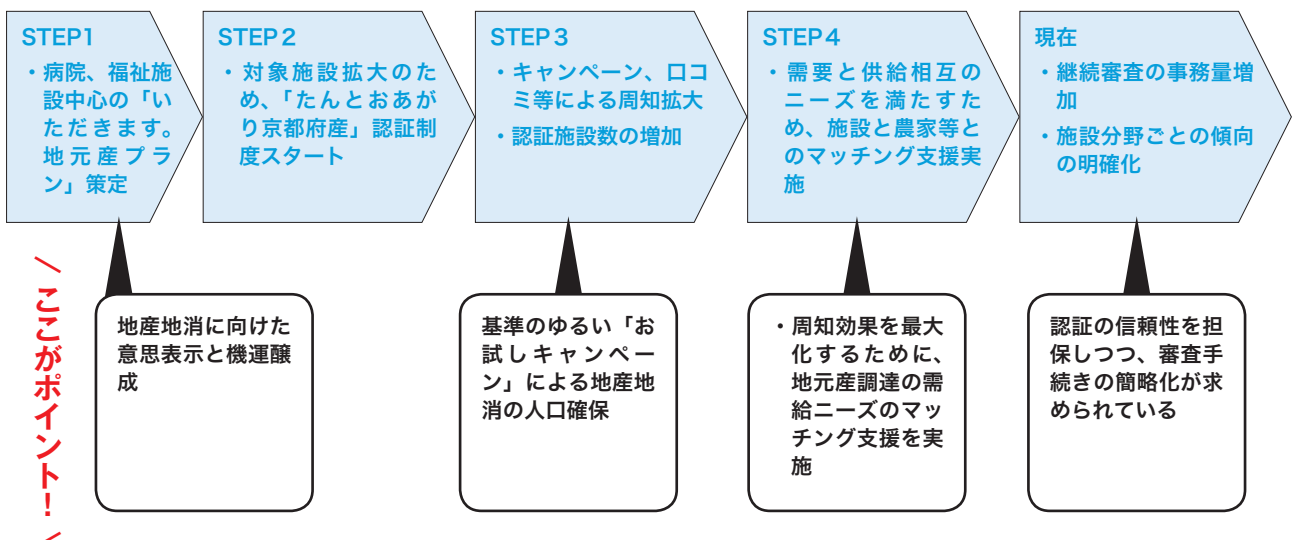 STEP1
・病院、福祉施
設中心の「い
ただきます。
地元産プラ
ン」策定
STEP２
・対象施設拡大のた
め、「たんとおあが
り京都府産」認証制
度スタート
STEP３
・キャンペーン、口コ
ミ等による周知拡大
・認証施設数の増加
STEP４
・需要と供給相互の
ニーズを満たすた
め、施設と農家等と
のマッチング支援実
施
現在
・継続審査の事務量増
加
・施設分野ごとの傾向
の明確化
ここがポイント！
地産地消に向けた
意思表示と機運醸
成
基準のゆるい「お
試しキャンペー
ン」による地産地
消の人口確保
・周知効果を最大
化するために、
地元産調達の需
給ニーズのマッ
チング支援を実
施
認証の信頼性を担
保しつつ、審査手
続きの簡略化が求
められている